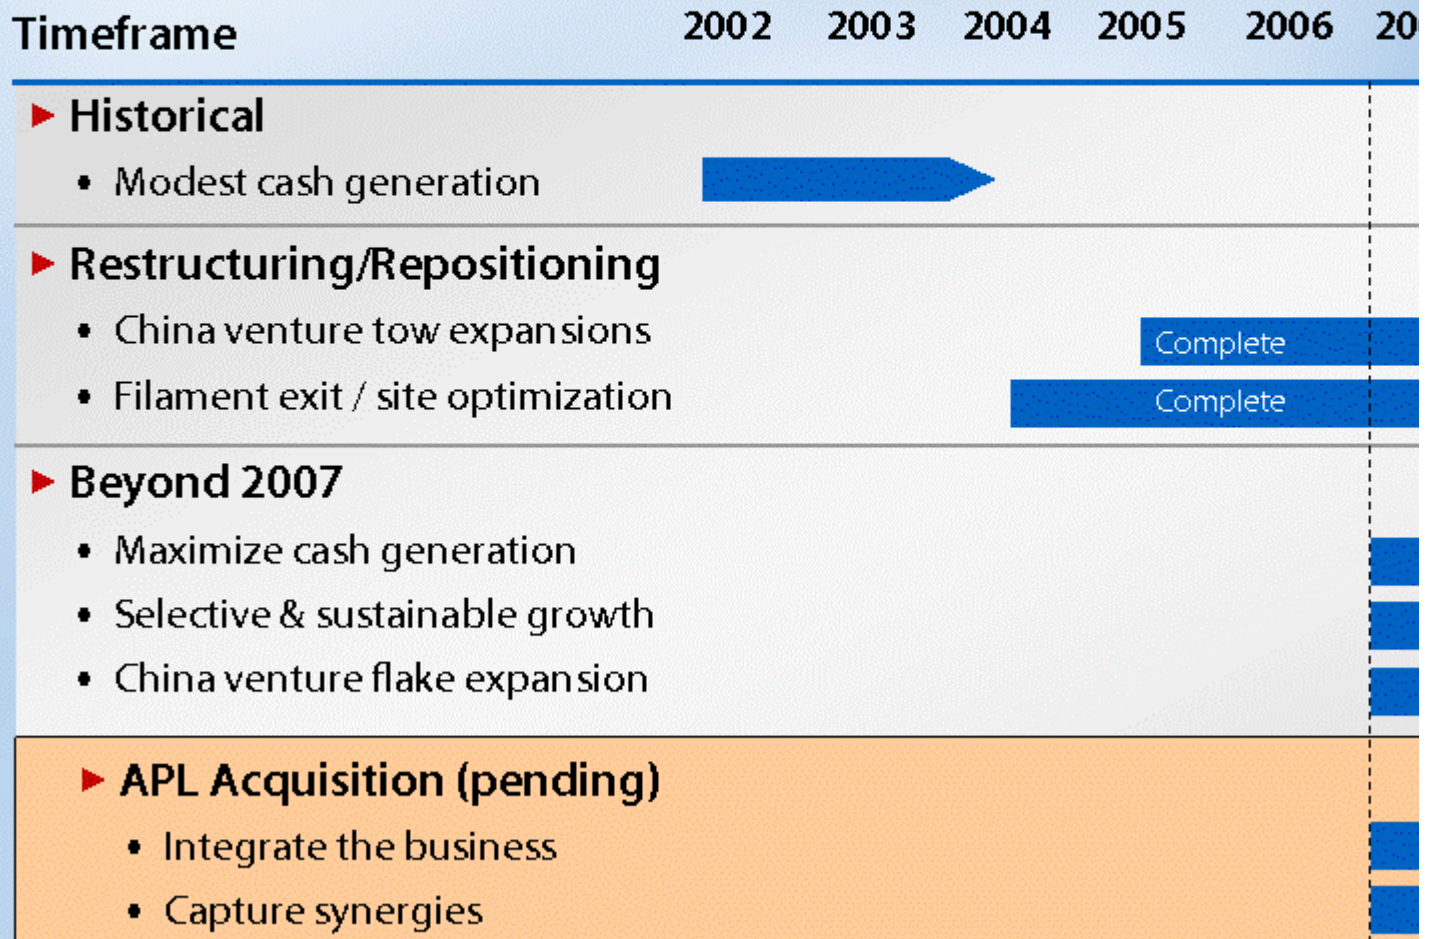 Timeframe 2002 2003 2004 2005 2006 20
Historical
• Modest cash generation
Restructuring/Repositioning
• China venture tow expansions Complete
• Filament exit / site optimization Complete
Beyond 2007
• Maximize cash generation
• Selective & sustainable growth
• China venture flake expansion
APL Acquisition (pending)
• Integrate the business
• Capture synergies